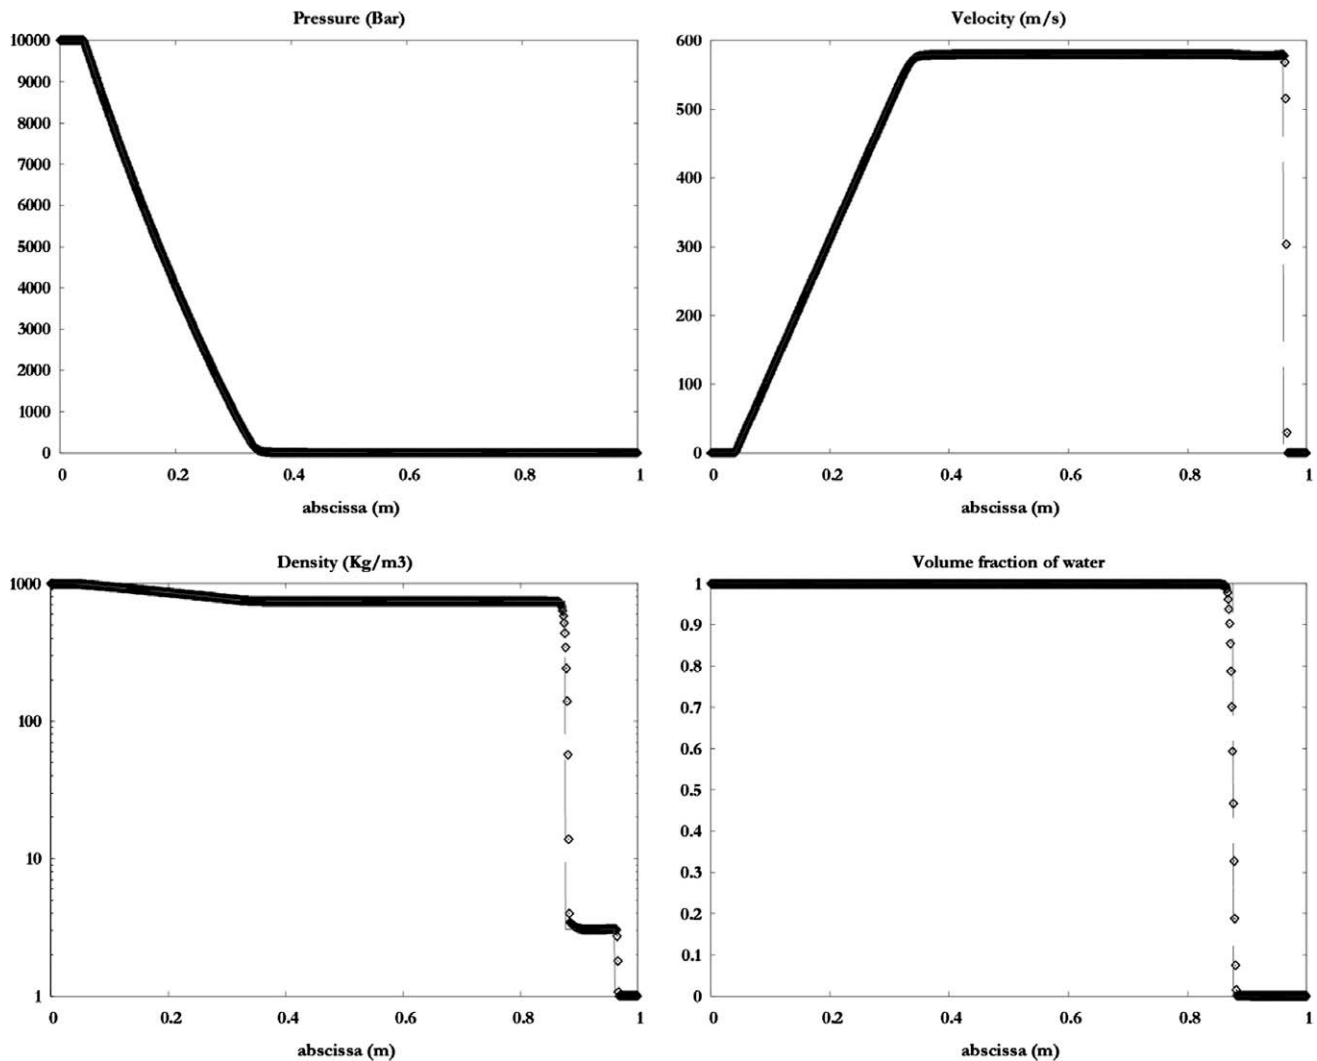 Pressure (Bar)
10000
9000
8000
7000
6000
5000
4000
3000
2000
1000
0
0 0.2 0.4 0.6 0.8 1
abscissa (m)
Velocity (m/s)
600
500
400
300
200
100
0
0 0.2 0.4 0.6 0.8 1
abscissa (m)
Density (Kg/m3)
1000
100
10
1
0 0.2 0.4 0.6 0.8 1
abscissa (m)
Volume fraction of water
1
0.9
0.8
0.7
0.6
0.5
0.4
0.3
0.2
0.1
0
0 0.2 0.4 0.6 0.8 1
abscissa (m)